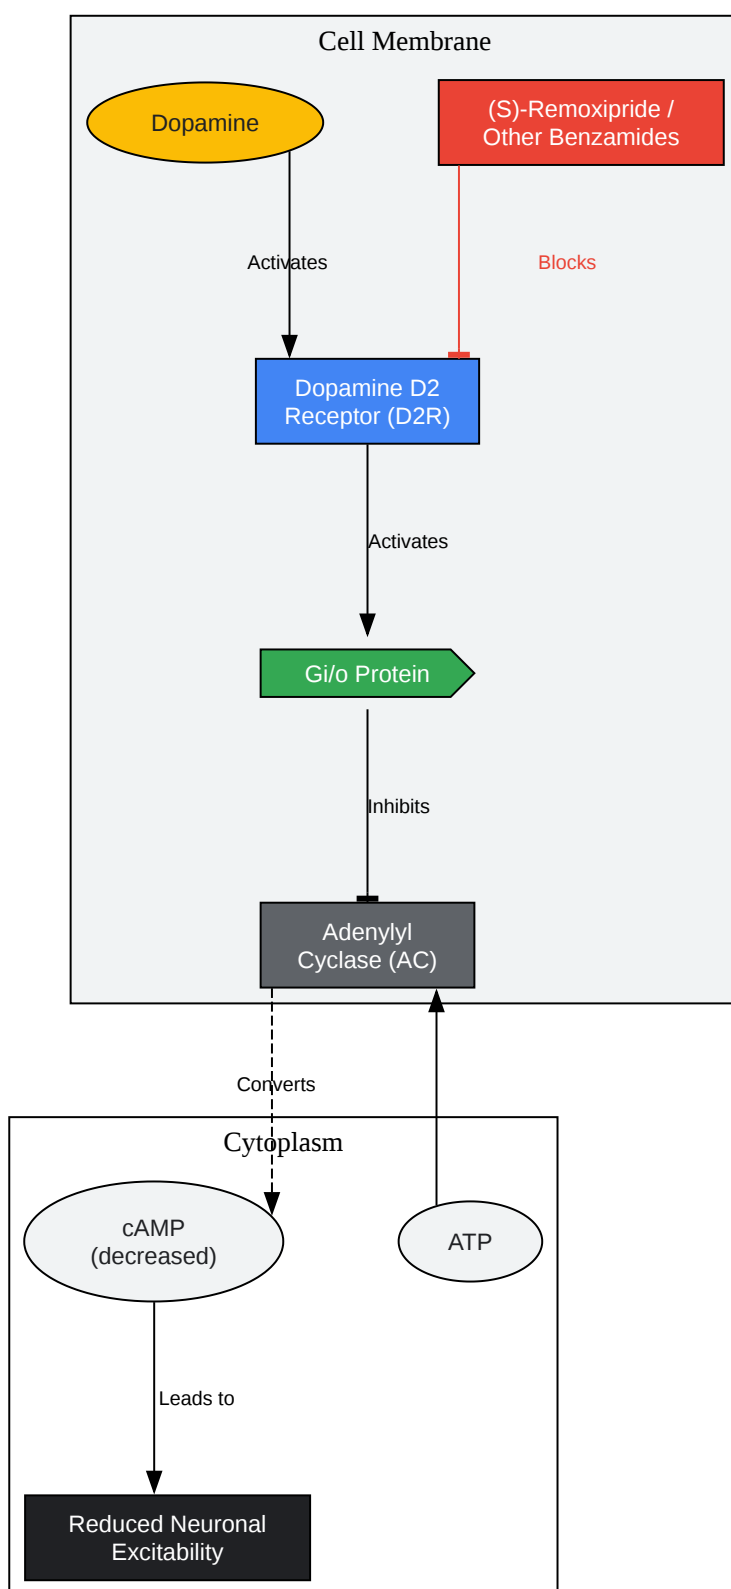 Cell Membrane
Dopamine
(S)-Remoxipride /
Other Benzamides
Activates
Blocks
Dopamine D2
Receptor (D2R)
Activates
Gi/o Protein
Inhibits
Adenylyl
Cyclase (AC)
Converts
Cytoplasm
cAMP
(decreased)
ATP
Leads to
Reduced Neuronal
Excitability